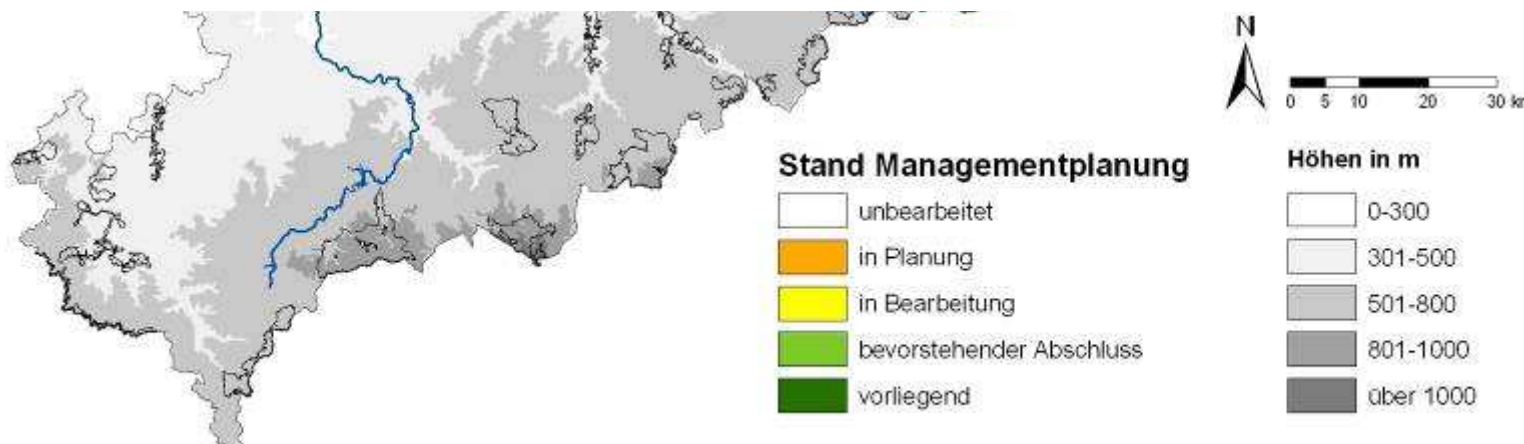 N
0 5 10 20 30 km
Stand Managementplanung
unbearbeitet
in Planung
in Bearbeitung
bevorstehender Abschluss
vorliegend
Höhen in m
0-300
301-500
501-800
801-1000
über 1000